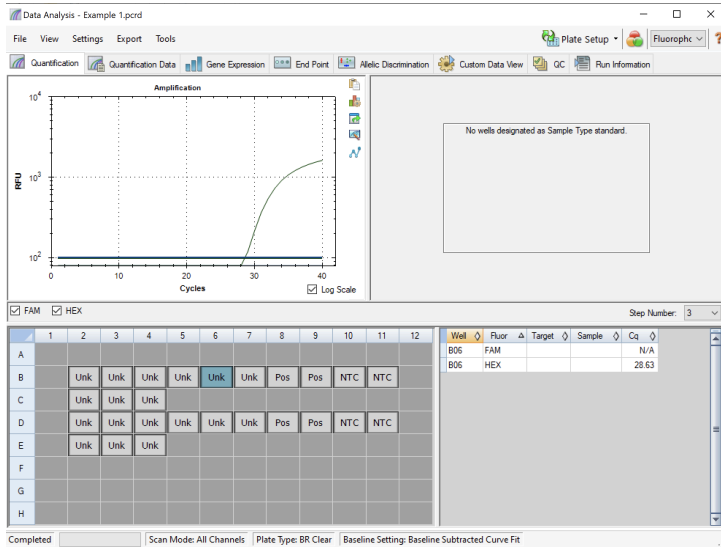 Data Analysis - Example 1.pcrd
File View Settings Export Tools Plate Setup Fluoropho ?
Quantification Quantification Data Gene Expression End Point Allelic Discrimination Custom Data View QC Run Information
Amplification
10^4
10^3
10^2
RFU
0 10 20 30 40
Cycles
Log Scale
No wells designated as Sample Type standard.
FAM HEX Step Number: 3
1 2 3 4 5 6 7 8 9 10 11 12
A
B Unk Unk Unk Unk Unk Unk Pos Pos NTC NTC
C Unk Unk Unk
D Unk Unk Unk Unk Unk Unk Pos Pos NTC NTC
E Unk Unk Unk
F
G
H
Well Fluor Target Sample Cq
B06 FAM N/A
B06 HEX 28.63
Completed Scan Mode: All Channels Plate Type: BR Clear Baseline Setting: Baseline Subtracted Curve Fit